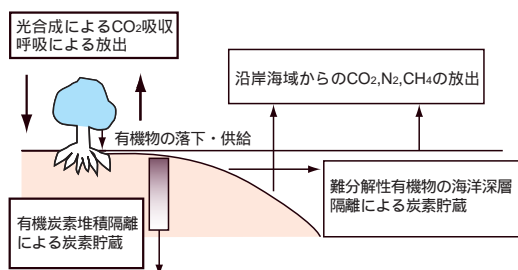 光合成によるCO2吸収
呼吸による放出
沿岸海域からのCO2,N2,CH4の放出
有機物の落下・供給
難分解性有機物の海洋深層
隔離による炭素貯蔵
有機炭素堆積隔離
による炭素貯蔵